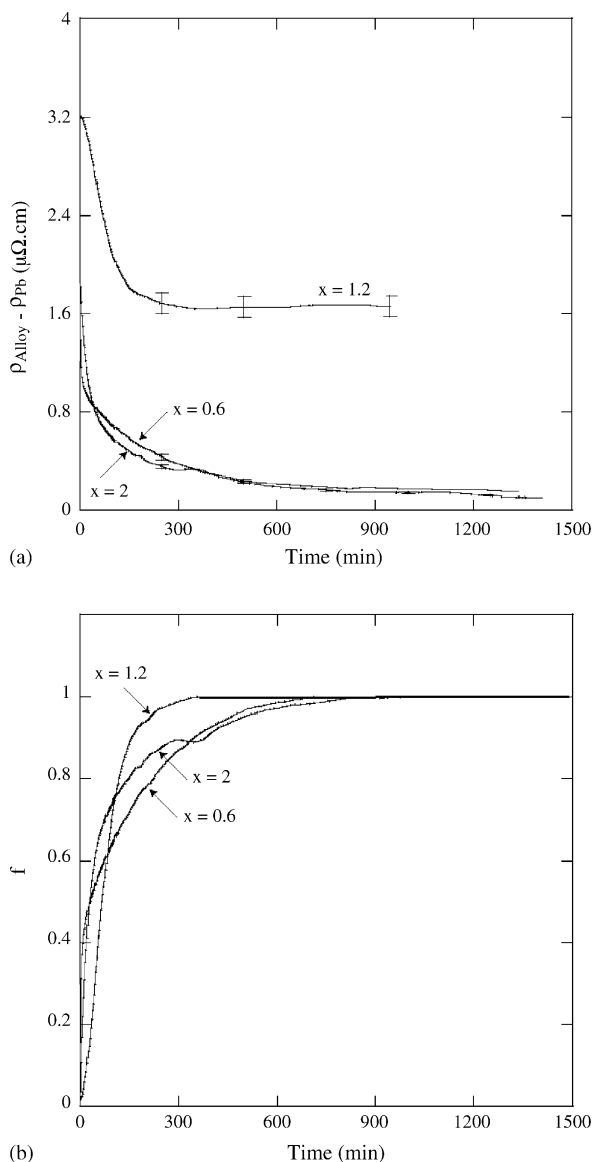 4
3.2
2.4
1.6
0.8
0
ρAlloy - ρPb (μΩ.cm)
x = 1.2
x = 0.6
x = 2
0 300 600 900 1200 1500
(a) Time (min)
1
0.8
0.6
0.4
0.2
0
f
x = 1.2
x = 2
x = 0.6
0 300 600 900 1200 1500
(b) Time (min)